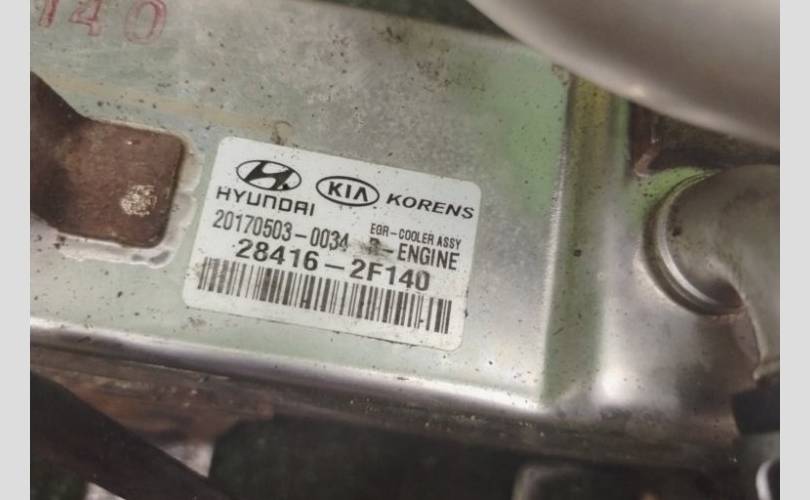 140
HYUNDAI KIA KORENS
20170503-0034 EGR-COOLER ASSY
R-ENGINE
28416-2F140